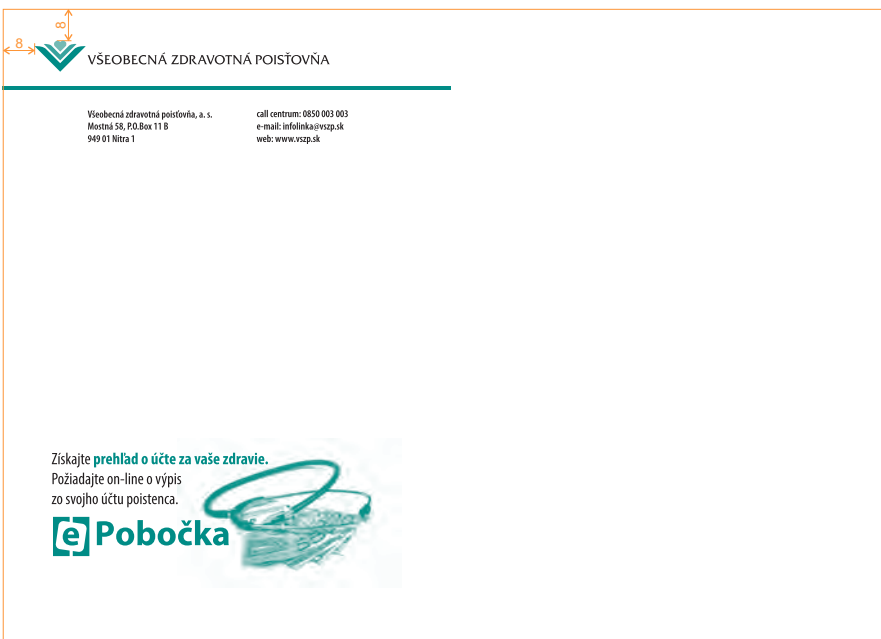 8
8
VŠEOBECNÁ ZDRAVOTNÁ POISŤOVŇA
Všeobecná zdravotná poisťovňa, a. s.
Mostná 58, P.O.Box 11 B
949 01 Nitra 1
call centrum: 0850 003 003
e-mail: infolinka@vszp.sk
web: www.vszp.sk
Získajte prehľad o účte za vaše zdravie.
Požiadajte on-line o výpis
zo svojho účtu poistenca.
[e] Pobočka